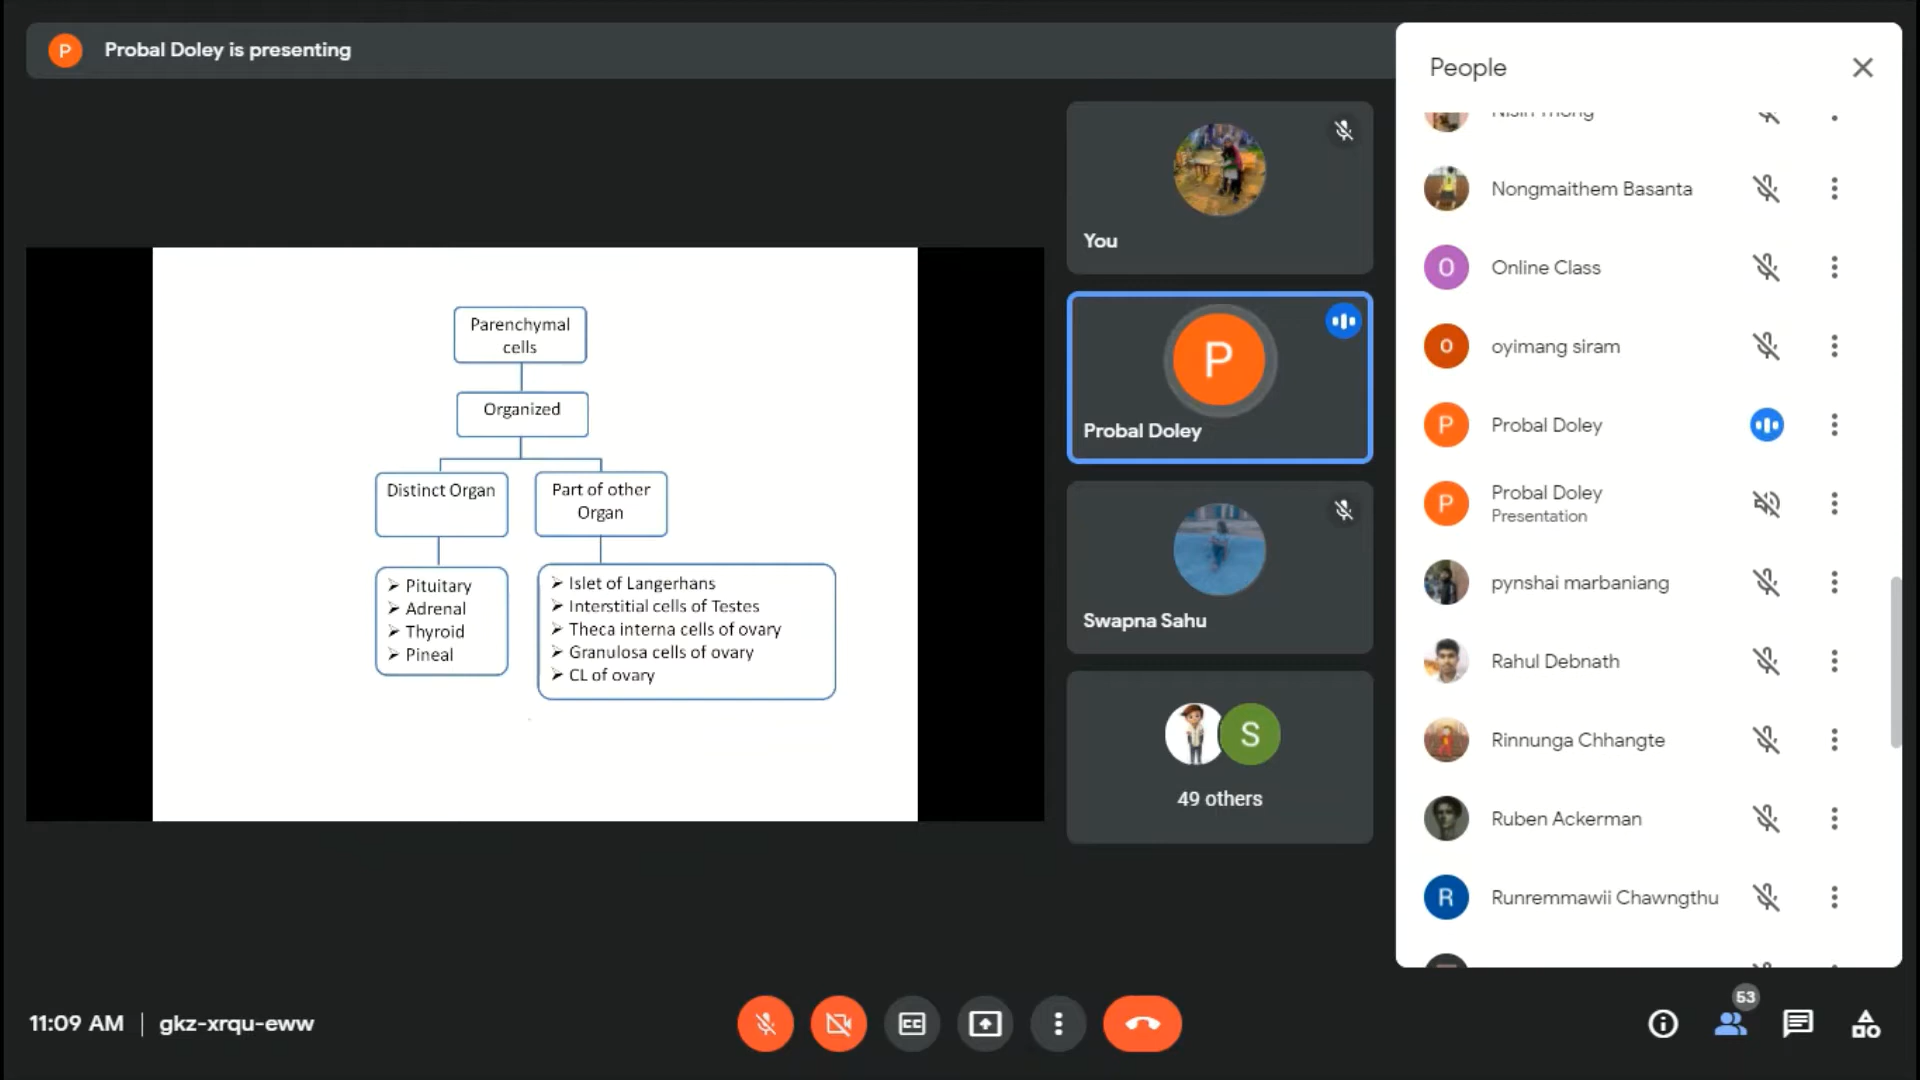 P Probal Doley is presenting
Parenchymal
cells
Organized
Distinct Organ
Part of other
Organ
➢ Pituitary
➢ Adrenal
➢ Thyroid
➢ Pineal
➢ Islet of Langerhans
➢ Interstitial cells of Testes
➢ Theca interna cells of ovary
➢ Granulosa cells of ovary
➢ CL of ovary
You
P
Probal Doley
Swapna Sahu
S
49 others
People
Nongmaithem Basanta
O Online Class
o oyimang siram
P Probal Doley
P Probal Doley
Presentation
pynshai marbaniang
Rahul Debnath
Rinnunga Chhangte
Ruben Ackerman
R Runremmawii Chawngthu
11:09 AM | gkz-xrqu-eww
CC
53